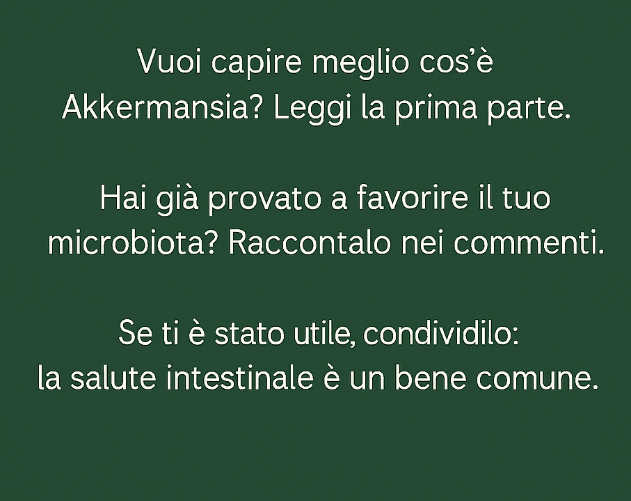 Vuoi capire meglio cos’è
Akkermansia? Leggi la prima parte.
Hai già provato a favorire il tuo
microbiota? Raccontalo nei commenti.
Se ti è stato utile, condividilo:
la salute intestinale è un bene comune.